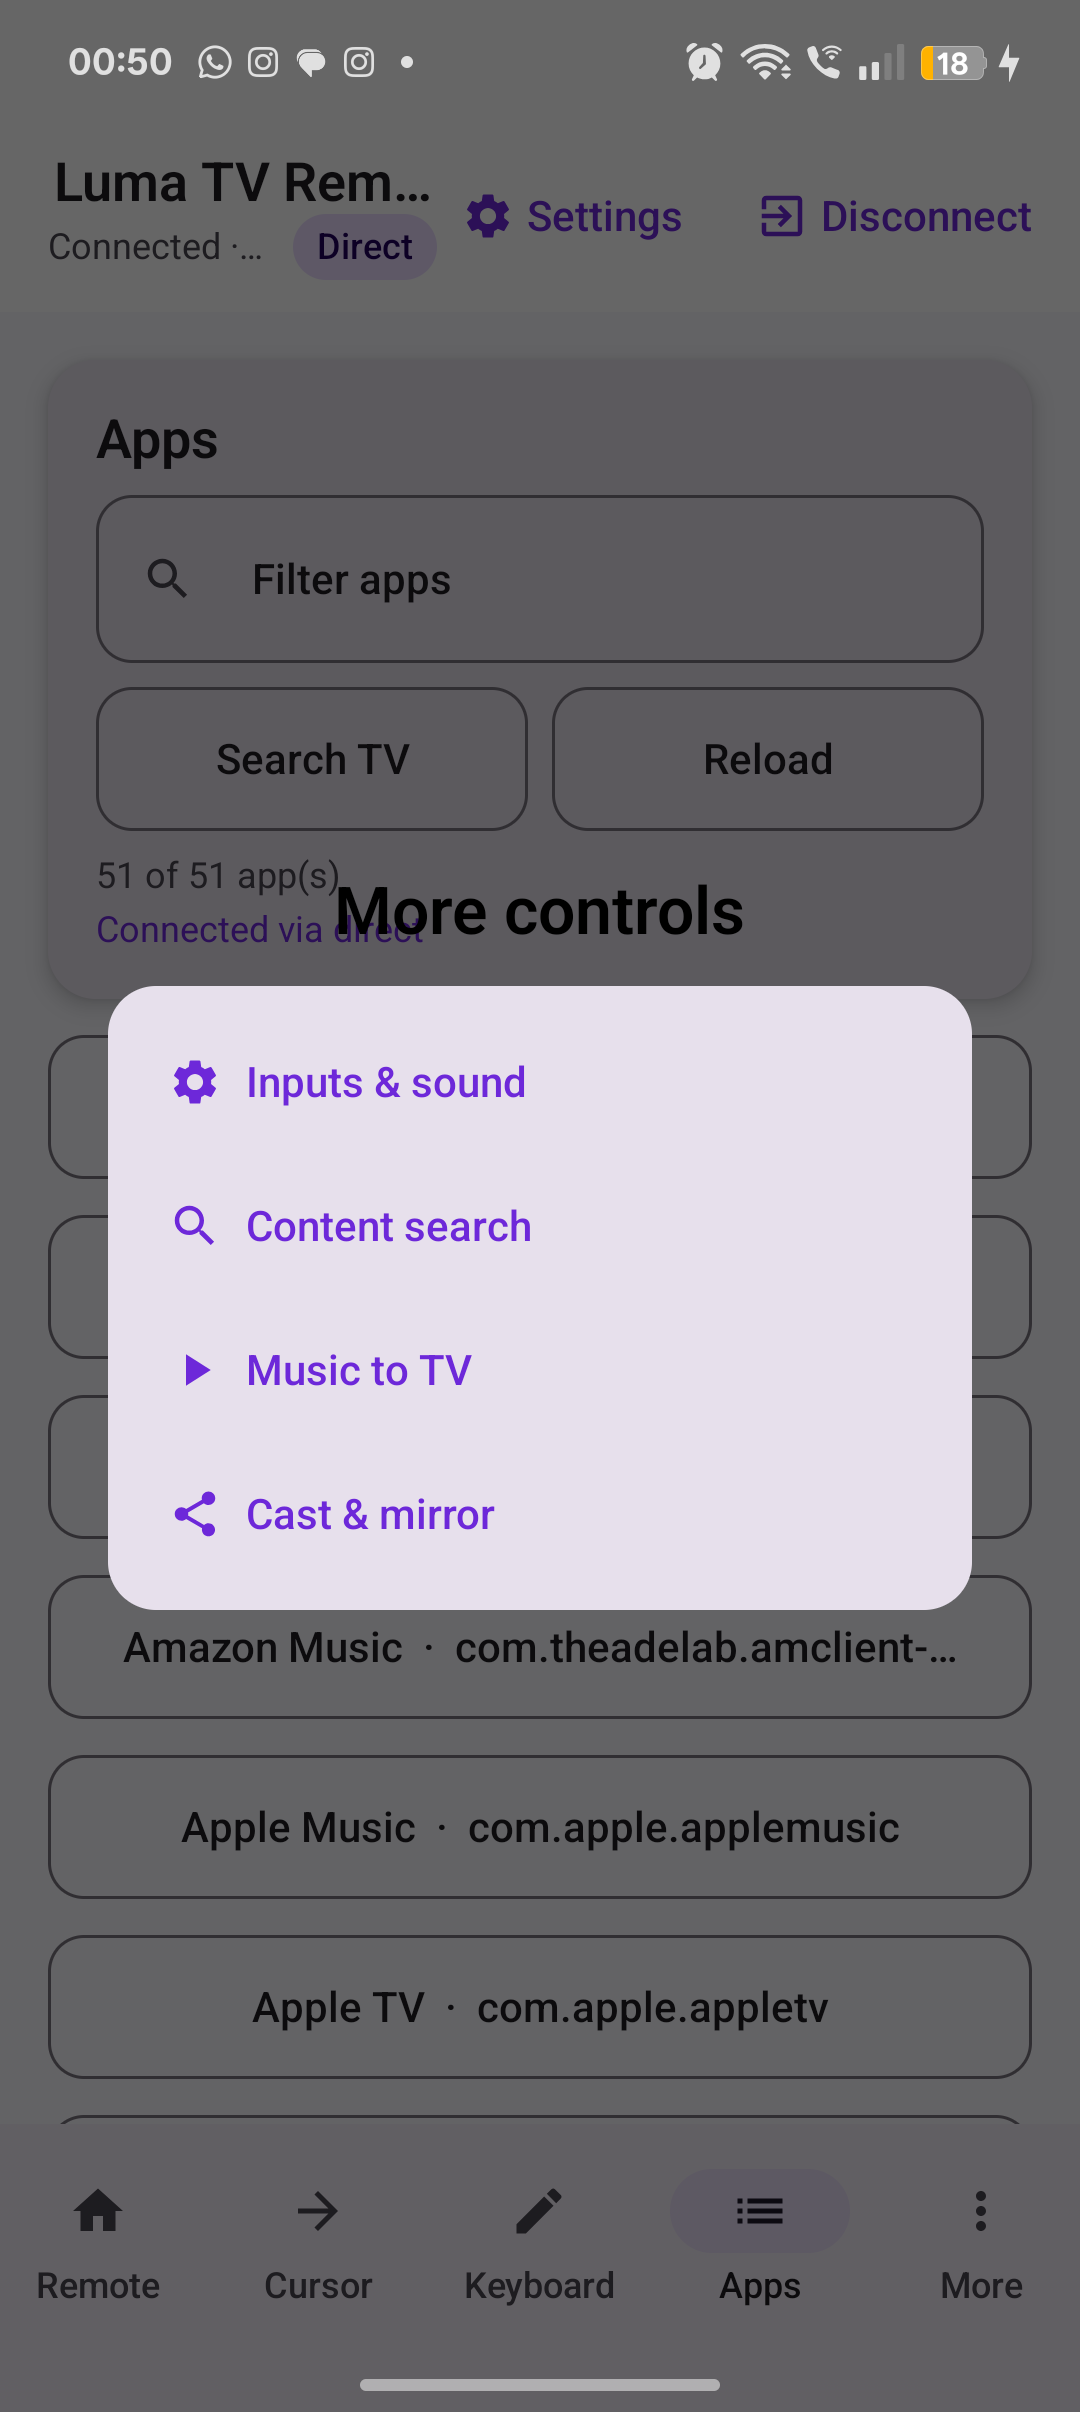 00:50
18
Luma TV Rem...
Settings
Disconnect
Connected ·...
Direct
Apps
Filter apps
Search TV
Reload
51 of 51 app(s)
Connected via direct
More controls
Inputs & sound
Content search
Music to TV
Cast & mirror
Amazon Music · com.theadelab.amclient-...
Apple Music · com.apple.applemusic
Apple TV · com.apple.appletv
Remote
Cursor
Keyboard
Apps
More